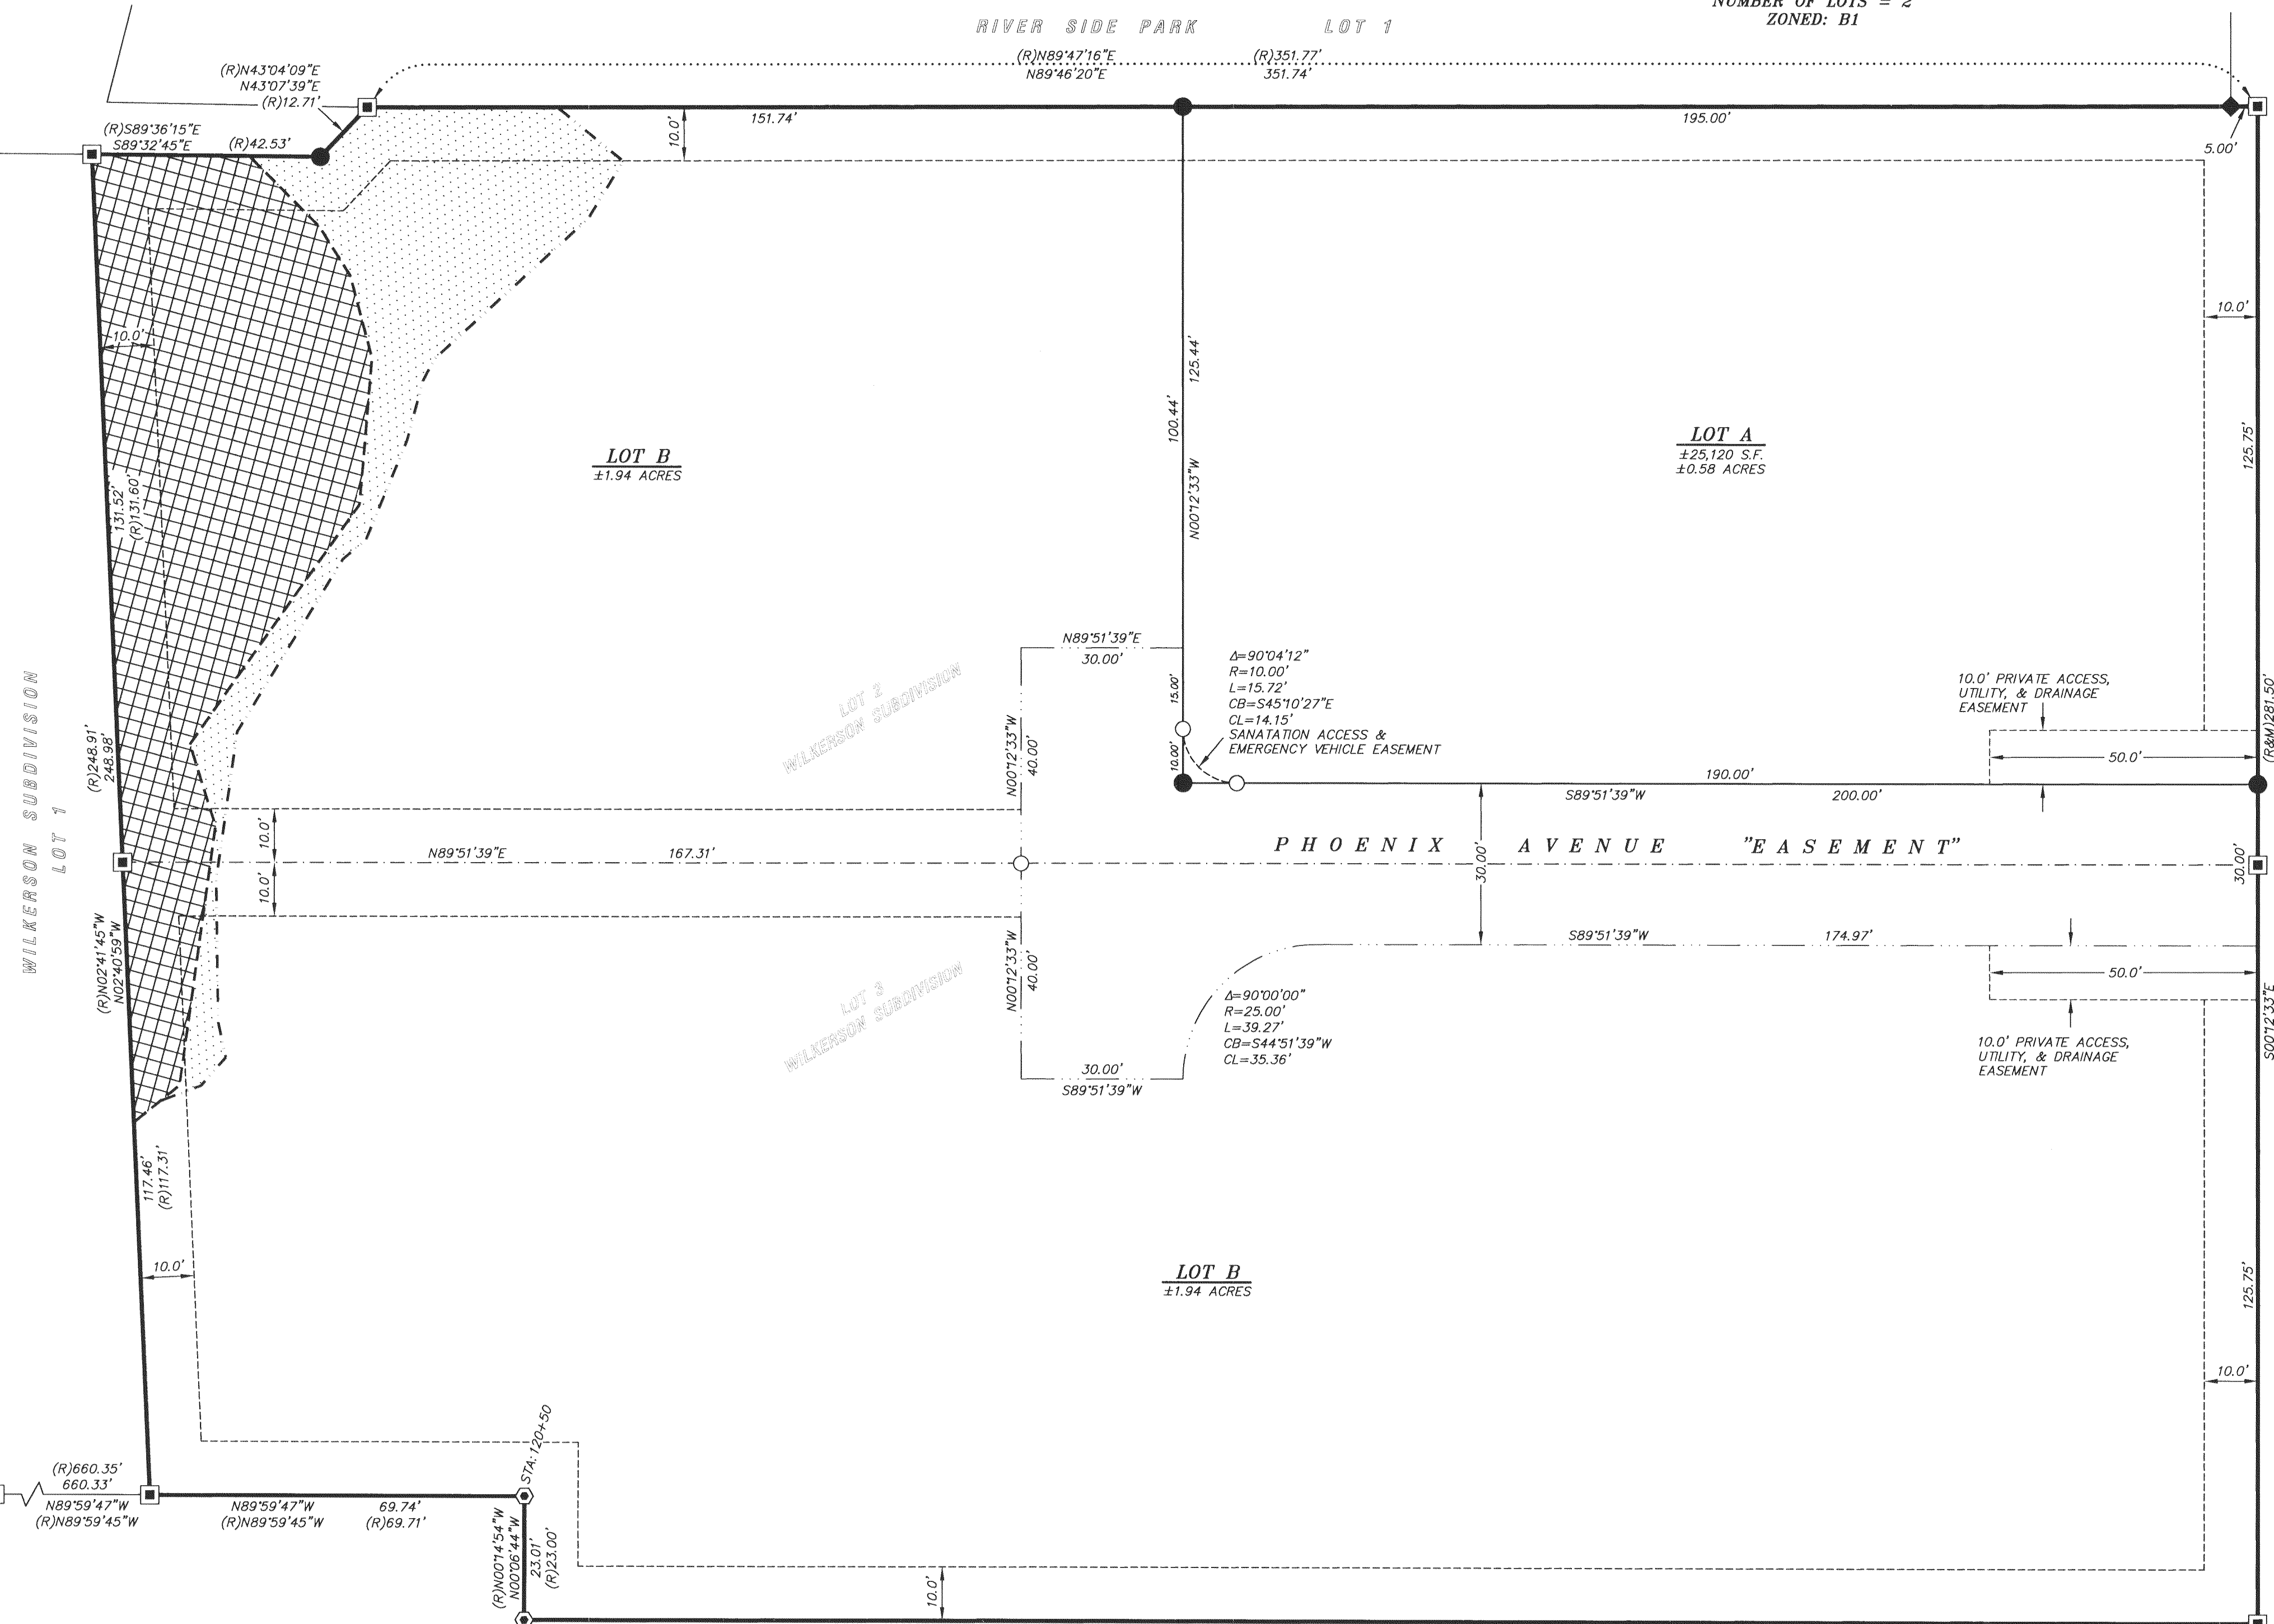 NUMBER OF LOTS = 2
ZONED: B1
RIVER SIDE PARK LOT 1
(R)N89°47'16"E (R)351.77'
N89°46'20"E 351.74'
(R)N43°04'09"E
N43°07'39"E
(R)12.71'
(R)S89°36'15"E
S89°32'45"E
(R)42.53'
10.0'
151.74'
195.00'
5.00'
10.0'
10.0'
125.44'
100.44'
N00°12'33"W
125.75'
LOT A
±25,120 S.F.
±0.58 ACRES
LOT B
±1.94 ACRES
131.52'
(R)131.60'
N89°51'39"E
30.00'
Δ=90°04'12"
R=10.00'
L=15.72'
CB=S45°10'27"E
CL=14.15'
SANATATION ACCESS &
EMERGENCY VEHICLE EASEMENT
15.00'
10.00'
LOT 2
WILKERSON SUBDIVISION
N00°12'33"W
40.00'
10.0' PRIVATE ACCESS,
UTILITY, & DRAINAGE
EASEMENT
50.0'
(R&M)281.50'
WILKERSON SUBDIVISION
LOT 1
(R)248.91'
248.98'
190.00'
S89°51'39"W 200.00'
10.0'
10.0'
N89°51'39"E 167.31'
PHOENIX AVENUE "EASEMENT"
30.00'
30.00'
(R)N02°41'45"W
N02°40'59"W
S89°51'39"W 174.97'
50.0'
N00°12'33"W
40.00'
LOT 3
WILKERSON SUBDIVISION
Δ=90°00'00"
R=25.00'
L=39.27'
CB=S44°51'39"W
CL=35.36'
S00°12'33"E
10.0' PRIVATE ACCESS,
UTILITY, & DRAINAGE
EASEMENT
30.00'
S89°51'39"W
117.46'
(R)117.31'
10.0'
LOT B
±1.94 ACRES
125.75'
10.0'
STA: 120+50
(R)660.35'
660.33'
N89°59'47"W
(R)N89°59'45"W
N89°59'47"W 69.74'
(R)N89°59'45"W (R)69.71'
(R)N00°14'54"W
N00°06'44"W
23.01'
(R)23.00'
10.0'